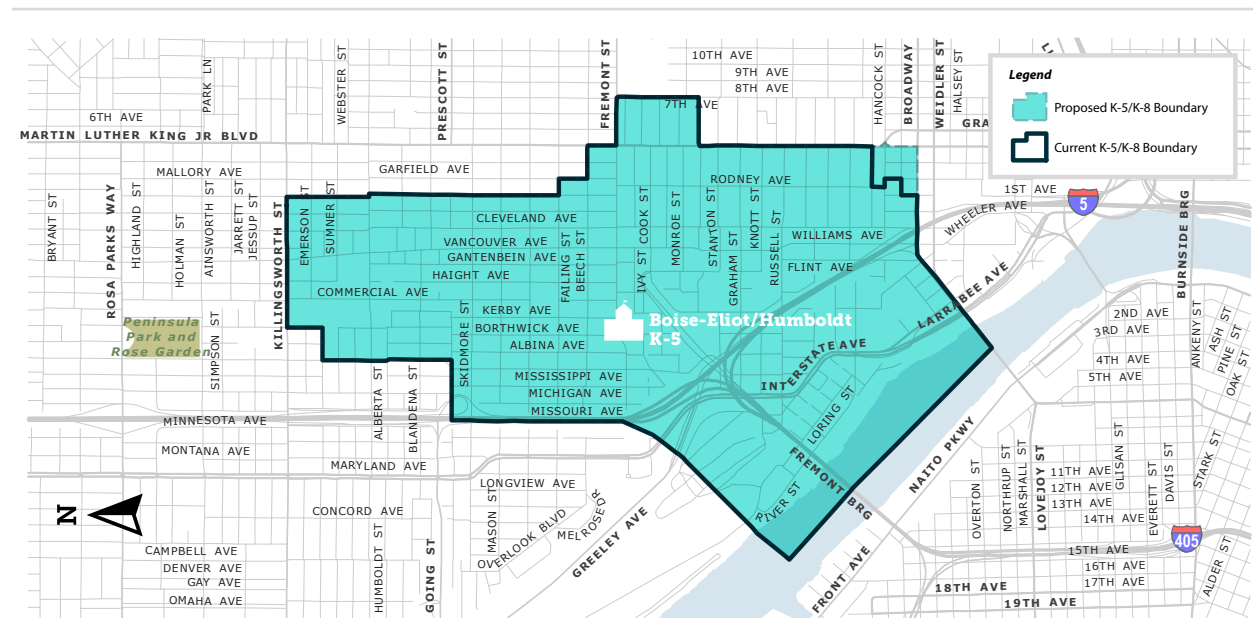 10TH AVE
9TH AVE
8TH AVE
7TH AVE
PARK LN
WEBSTER ST
PRESCOTT ST
FREMONT ST
HANCOCK ST
BROADWAY
WEIDLER ST
HALSEY ST
Legend
Proposed K-5/K-8 Boundary
Current K-5/K-8 Boundary
6TH AVE
MARTIN LUTHER KING JR BLVD
GRA
MALLORY AVE
GARFIELD AVE
RODNEY AVE
1ST AVE
5
WHEELER AVE
BRYANT ST
ROSA PARKS WAY
HIGHLAND ST
HOLMAN ST
AINSWORTH ST
JARRETT ST
JESSUP ST
KILLINGSWORTH ST
EMERSON ST
SUMNER ST
CLEVELAND AVE
VANCOUVER AVE
GANTENBEIN AVE
HAIGHT AVE
COMMERCIAL AVE
FAILING ST
BEECH ST
IVY ST
COOK ST
MONROE ST
STANTON ST
GRAHAM ST
KNOTT ST
RUSSELL ST
WILLIAMS AVE
FLINT AVE
LARRABEE AVE
BURNSIDE BRG
KERBY AVE
BORTHWICK AVE
ALBINA AVE
SKIDMORE ST
Boise-Eliot/Humboldt
K-5
Peninsula
Park and
Rose Garden
SIMPSON ST
MISSISSIPPI AVE
MICHIGAN AVE
MISSOURI AVE
INTERSTATE AVE
LORING ST
2ND AVE
3RD AVE
4TH AVE
5TH AVE
ANKENY ST
ASH ST
PINE ST
OAK ST
MINNESOTA AVE
MONTANA AVE
ALBERTA ST
BLANDENA ST
MARYLAND AVE
LONGVIEW AVE
CONCORD AVE
MASON ST
OVERLOOK BLVD
MELROSE DR
GREELEY AVE
FREMONT BRG
RIVER ST
NAITO PKWY
FRONT AVE
OVERTON ST
NORTHRUP ST
MARSHALL ST
LOVEJOY ST
GLISAN ST
EVERETT ST
DAVIS ST
STARK ST
11TH AVE
12TH AVE
13TH AVE
14TH AVE
15TH AVE
16TH AVE
17TH AVE
18TH AVE
19TH AVE
405
ALDER ST
N
CAMPBELL AVE
DENVER AVE
GAY AVE
OMAHA AVE
HUMBOLDT ST
GOING ST